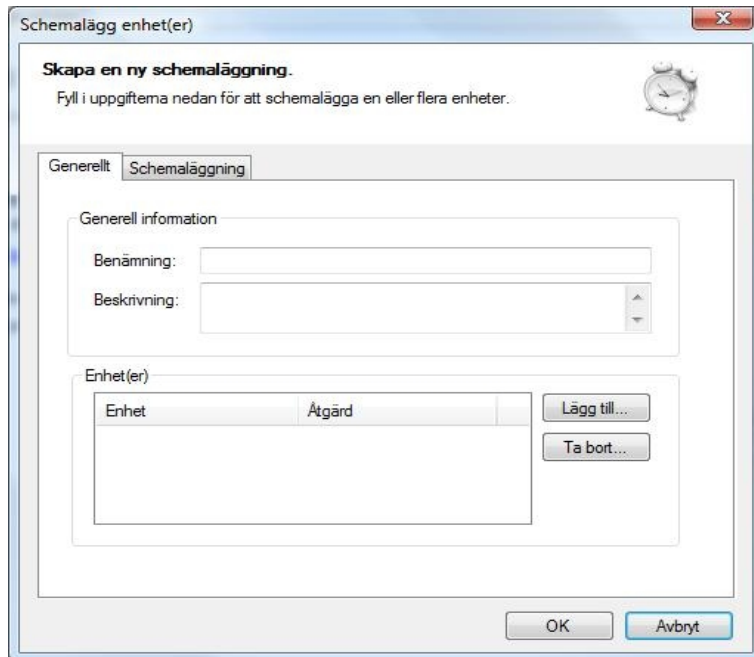 Schemalägg enhet(er)
Skapa en ny schemaläggning.
Fyll i uppgifterna nedan för att schemalägga en eller flera enheter.
Generellt Schemaläggning
Generell information
Benämning:
Beskrivning:
Enhet(er)
Enhet Åtgärd Lägg till...
Ta bort...
OK Avbryt